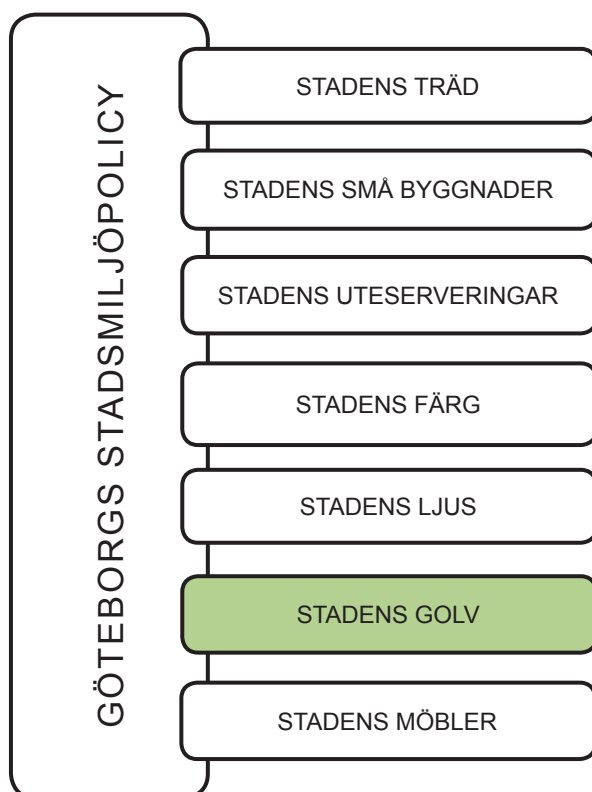 GÖTEBORGS STADSMILJÖPOLICY
STADENS TRÄD
STADENS SMÅ BYGGNADER
STADENS UTESERVERINGAR
STADENS FÄRG
STADENS LJUS
STADENS GOLV
STADENS MÖBLER